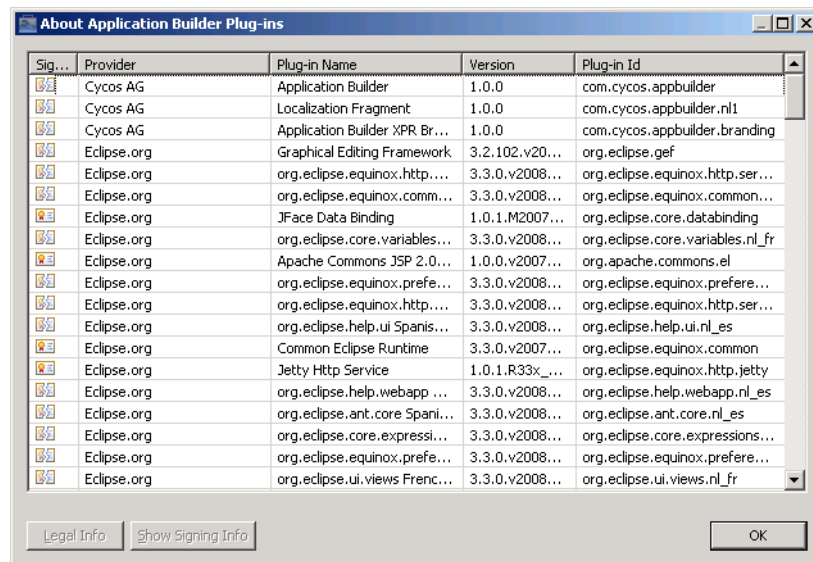 About Application Builder Plug-ins
Sig... Provider Plug-in Name Version Plug-in Id
Cycos AG Application Builder 1.0.0 com.cycos.appbuilder
Cycos AG Localization Fragment 1.0.0 com.cycos.appbuilder.nl1
Cycos AG Application Builder XPR Br... 1.0.0 com.cycos.appbuilder.branding
Eclipse.org Graphical Editing Framework 3.2.102.v20... org.eclipse.gef
Eclipse.org org.eclipse.equinox.http.... 3.3.0.v2008... org.eclipse.equinox.http.ser...
Eclipse.org org.eclipse.equinox.comm... 3.3.0.v2008... org.eclipse.equinox.common...
Eclipse.org JFace Data Binding 1.0.1.M2007... org.eclipse.core.databinding
Eclipse.org org.eclipse.core.variables... 3.3.0.v2008... org.eclipse.core.variables.nl_fr
Eclipse.org Apache Commons JSP 2.0... 1.0.0.v2007... org.apache.commons.el
Eclipse.org org.eclipse.equinox.prefe... 3.3.0.v2008... org.eclipse.equinox.prefere...
Eclipse.org org.eclipse.equinox.http.... 3.3.0.v2008... org.eclipse.equinox.http.ser...
Eclipse.org org.eclipse.help.ui Spanis... 3.3.0.v2008... org.eclipse.help.ui.nl_es
Eclipse.org Common Eclipse Runtime 3.3.0.v2007... org.eclipse.equinox.common
Eclipse.org Jetty Http Service 1.0.1.R33x_... org.eclipse.equinox.http.jetty
Eclipse.org org.eclipse.help.webapp ... 3.3.0.v2008... org.eclipse.help.webapp.nl_es
Eclipse.org org.eclipse.ant.core Spani... 3.3.0.v2008... org.eclipse.ant.core.nl_es
Eclipse.org org.eclipse.core.expressi... 3.3.0.v2008... org.eclipse.core.expressions...
Eclipse.org org.eclipse.equinox.prefe... 3.3.0.v2008... org.eclipse.equinox.prefere...
Eclipse.org org.eclipse.ui.views Frenc... 3.3.0.v2008... org.eclipse.ui.views.nl_fr
Legal Info Show Signing Info OK